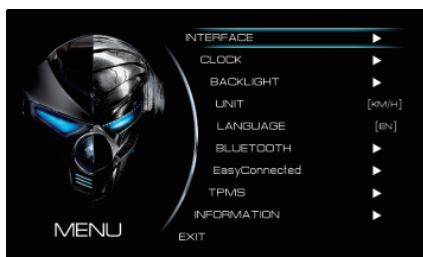 INTERFACE
CLOCK
BACKLIGHT
UNIT [KM/H]
LANGUAGE [EN]
BLUETOOTH
EasyConnected
TPMS
INFORMATION
EXIT
MENU